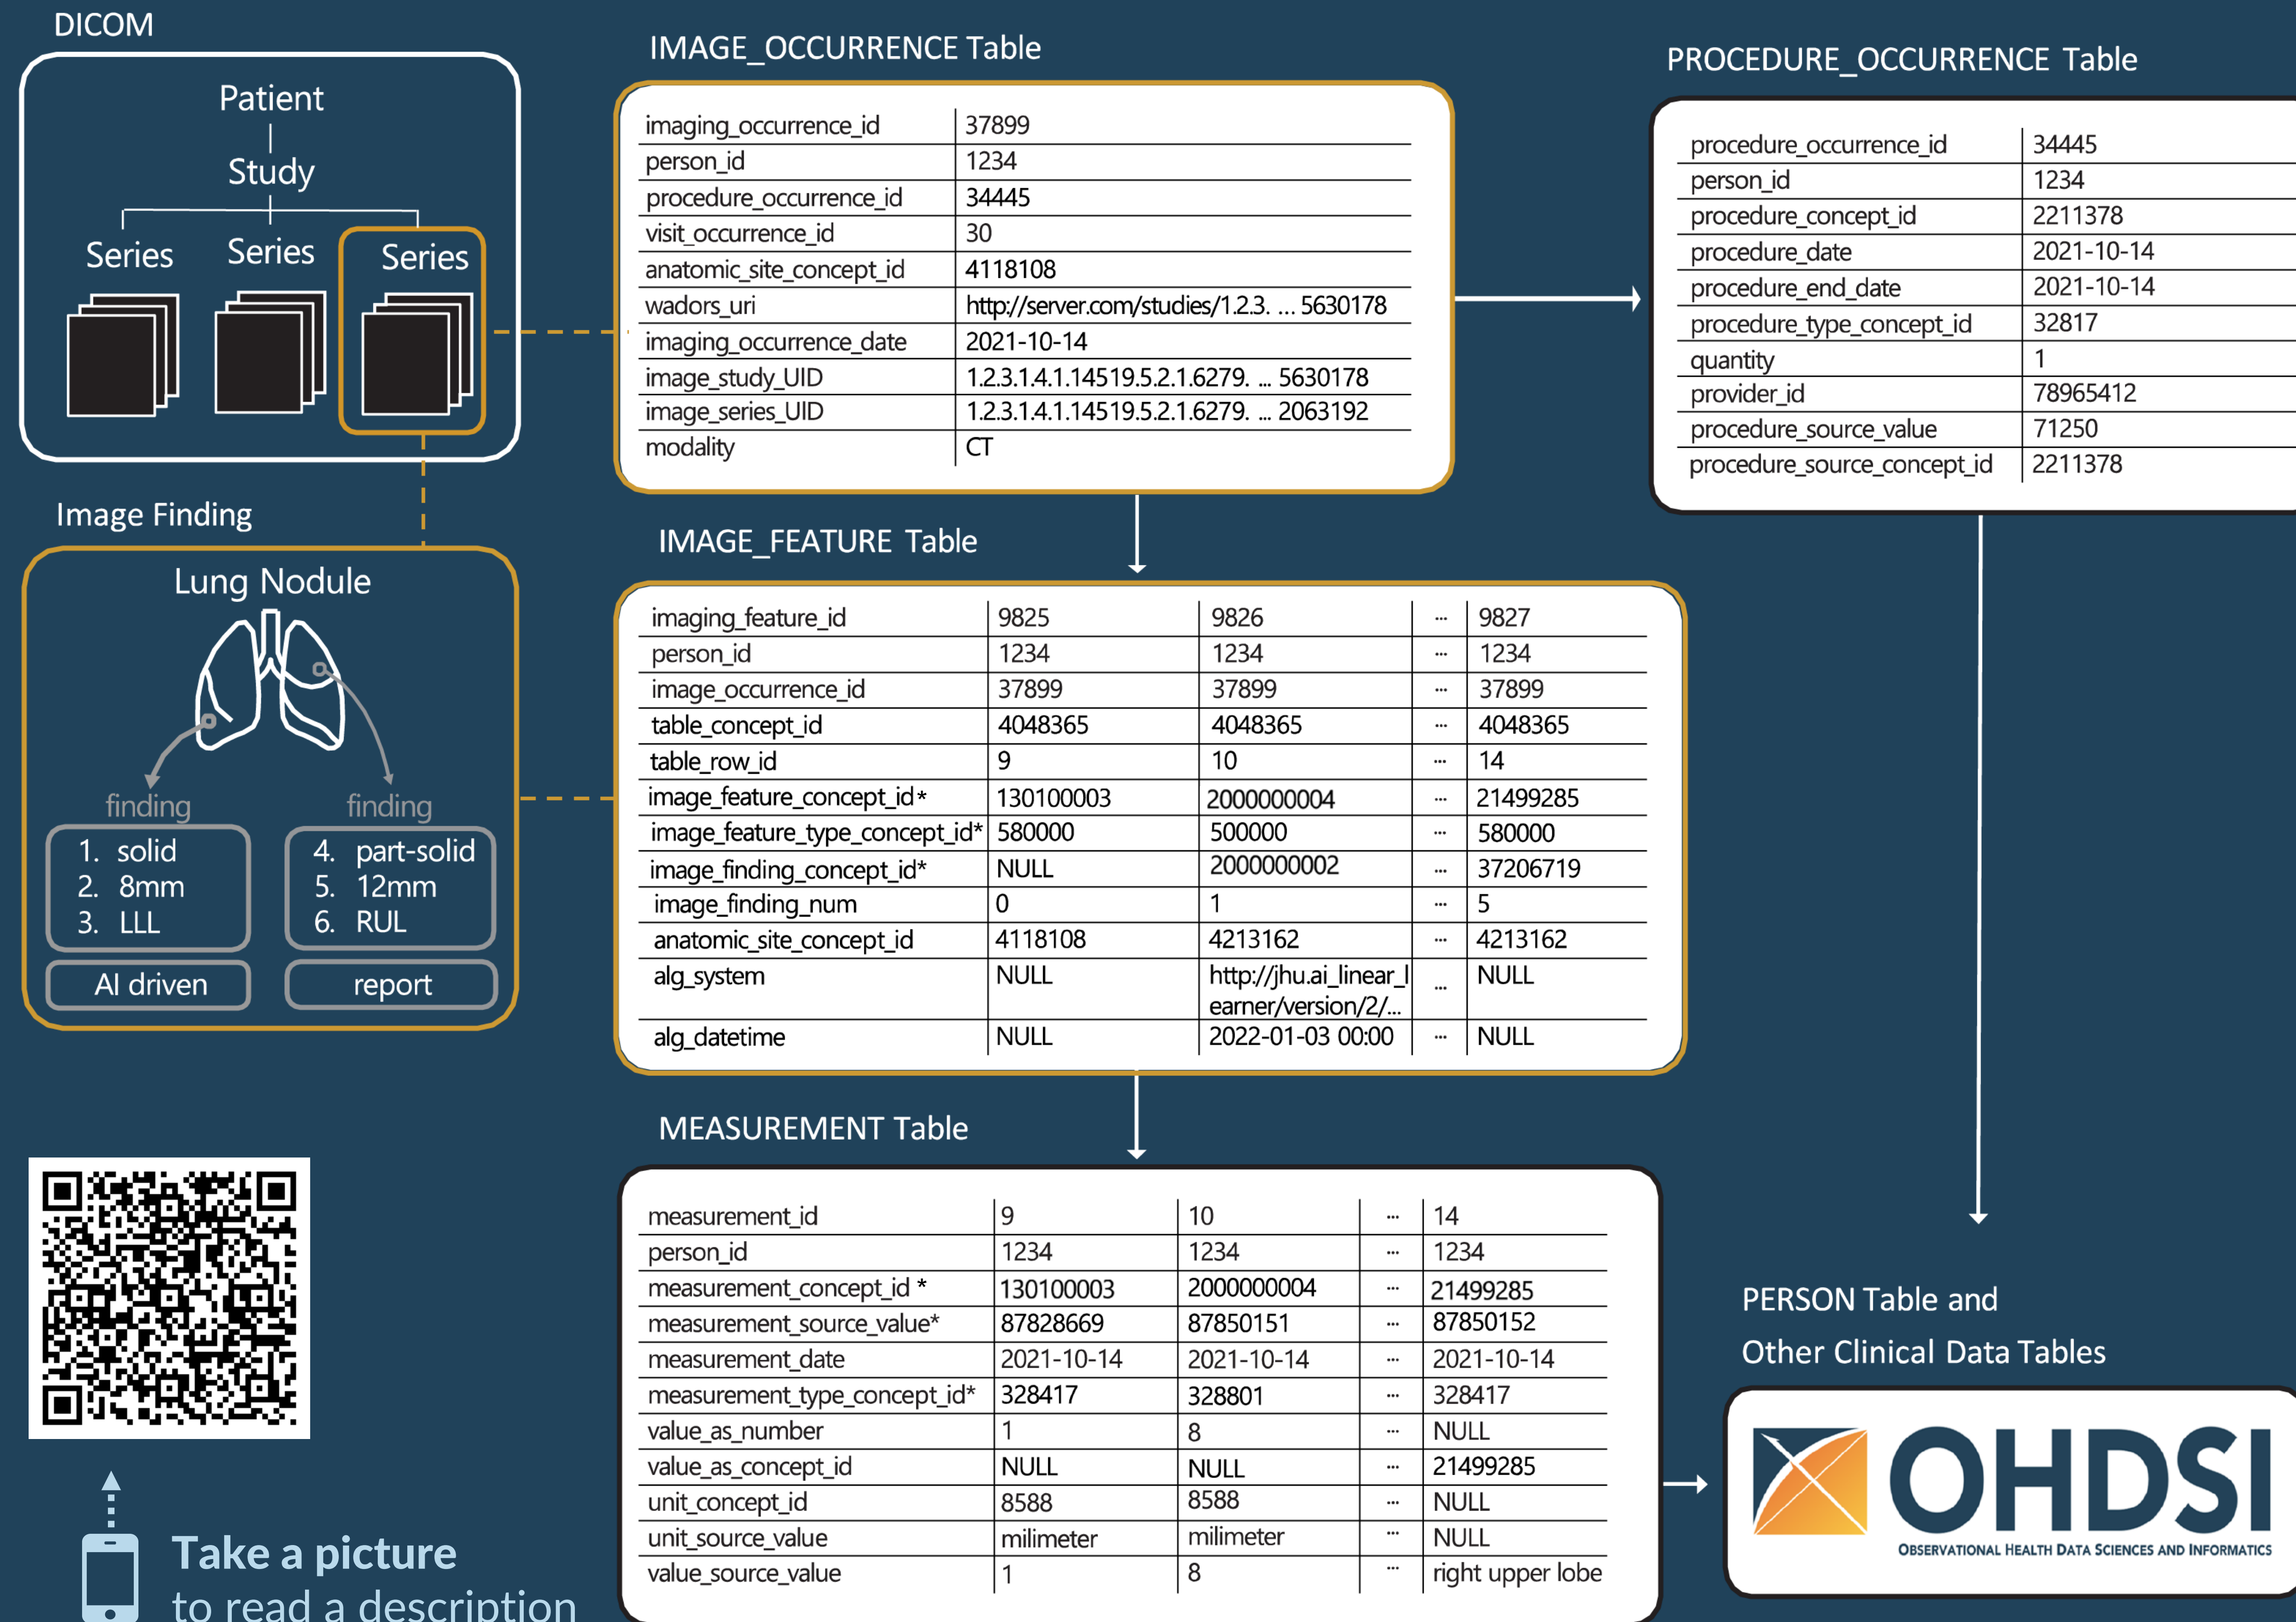 DICOM
Patient
Study
Series Series Series
Image Finding
Lung Nodule
finding finding
1. solid
2. 8mm
3. LLL
AI driven
4. part-solid
5. 12mm
6. RUL
report
Take a picture
to read a description
IMAGE_OCCURRENCE Table
imaging_occurrence_id 37899
person_id 1234
procedure_occurrence_id 34445
visit_occurrence_id 30
anatomic_site_concept_id 4118108
wadors_uri http://server.com/studies/1.2.3. ... 5630178
imaging_occurrence_date 2021-10-14
image_study_UID 1.2.3.1.4.1.14519.5.2.1.6279. ... 5630178
image_series_UID 1.2.3.1.4.1.14519.5.2.1.6279. ... 2063192
modality CT
PROCEDURE_OCCURRENCE Table
procedure_occurrence_id 34445
person_id 1234
procedure_concept_id 2211378
procedure_date 2021-10-14
procedure_end_date 2021-10-14
procedure_type_concept_id 32817
quantity 1
provider_id 78965412
procedure_source_value 71250
procedure_source_concept_id 2211378
IMAGE_FEATURE Table
imaging_feature_id 9825 9826 ... 9827
person_id 1234 1234 ... 1234
image_occurrence_id 37899 37899 ... 37899
table_concept_id 4048365 4048365 ... 4048365
table_row_id 9 10 ... 14
image_feature_concept_id* 130100003 2000000004 ... 21499285
image_feature_type_concept_id* 580000 500000 ... 580000
image_finding_concept_id* NULL 2000000002 ... 37206719
image_finding_num 0 1 ... 5
anatomic_site_concept_id 4118108 4213162 ... 4213162
alg_system NULL http://jhu.ai_linear_l ... NULL
earner/version/2/...
alg_datetime NULL 2022-01-03 00:00 ... NULL
MEASUREMENT Table
measurement_id 9 10 ... 14
person_id 1234 1234 ... 1234
measurement_concept_id * 130100003 2000000004 ... 21499285
measurement_source_value* 87828669 87850151 ... 87850152
measurement_date 2021-10-14 2021-10-14 ... 2021-10-14
measurement_type_concept_id* 328417 328801 ... 328417
value_as_number 1 8 ... NULL
value_as_concept_id NULL NULL ... 21499285
unit_concept_id 8588 8588 ... NULL
unit_source_value milimeter milimeter ... NULL
value_source_value 1 8 ... right upper lobe
PERSON Table and
Other Clinical Data Tables
OHDSI
OBSERVATIONAL HEALTH DATA SCIENCES AND INFORMATICS